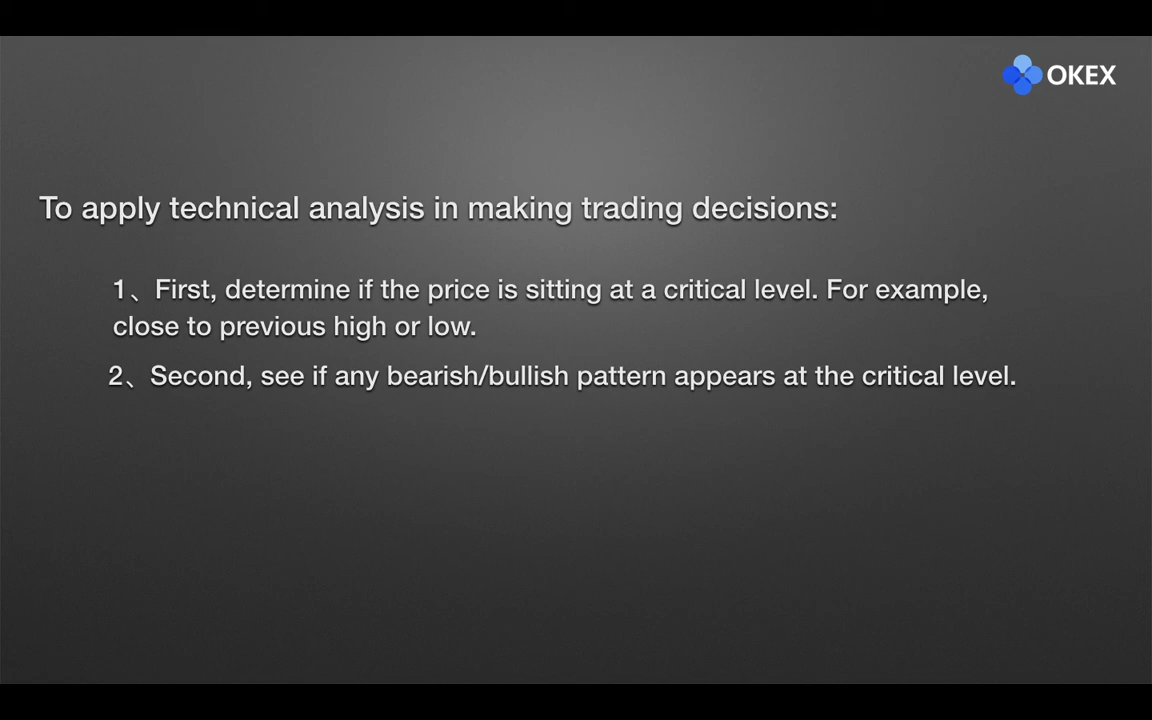 OKEX
To apply technical analysis in making trading decisions:
1、First, determine if the price is sitting at a critical level. For example,
close to previous high or low.
2、Second, see if any bearish/bullish pattern appears at the critical level.